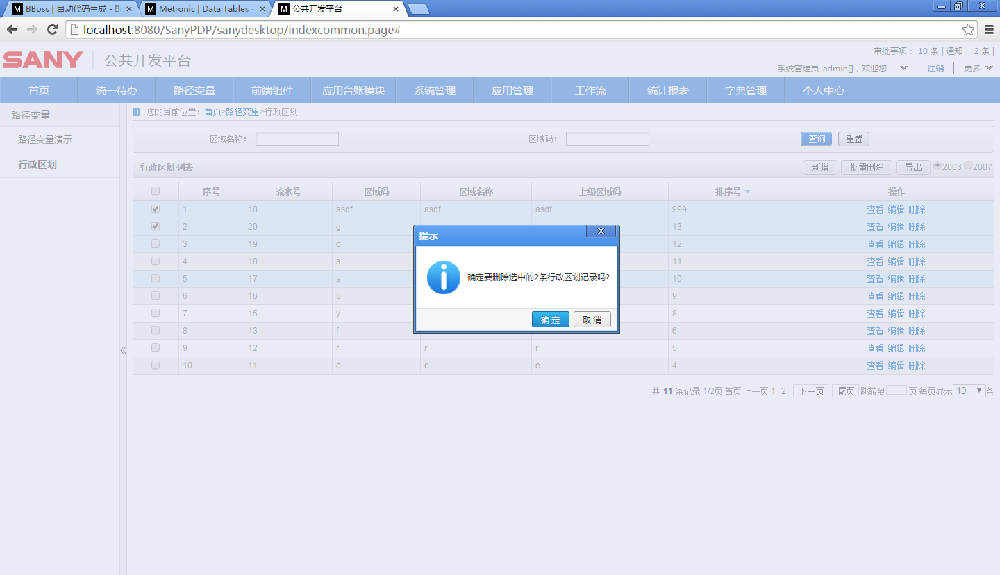 BBoss | 自动代码生成 - 配
Metronic | Data Tables -
公共开发平台
localhost:8080/SanyPDP/sanydesktop/indexcommon.page#
SANY 公共开发平台
审批事项： 10 条 | 通知： 2 条 |
系统管理员-admin[]，欢迎您 | 注销 | 更多
首页 统一待办 路径变量 前端组件 应用台账模块 系统管理 应用管理 工作流 统计报表 字典管理 个人中心
路径变量
路径变量演示
行政区划
您的当前位置：首页>路径变量>行政区划
区域名称： 区域码： 查询 重置
行政区划 列表 新增 批量删除 导出 2003 2007
序号 流水号 区域码 区域名称 上级区域码 排序号 操作
1 10 asdf asdf asdf 999 查看 编辑 删除
2 20 g 13 查看 编辑 删除
3 19 d 12 查看 编辑 删除
4 18 s 11 查看 编辑 删除
5 17 a 10 查看 编辑 删除
6 16 u 9 查看 编辑 删除
7 15 y 8 查看 编辑 删除
8 13 f 6 查看 编辑 删除
9 12 r r r 5 查看 编辑 删除
10 11 e e e 4 查看 编辑 删除
提示
确定要删除选中的2条行政区划记录吗?
确定 取消
共 11 条记录 1/2页 首页 上一页 1 2 下一页 尾页 跳转到 页 每页显示 10 条